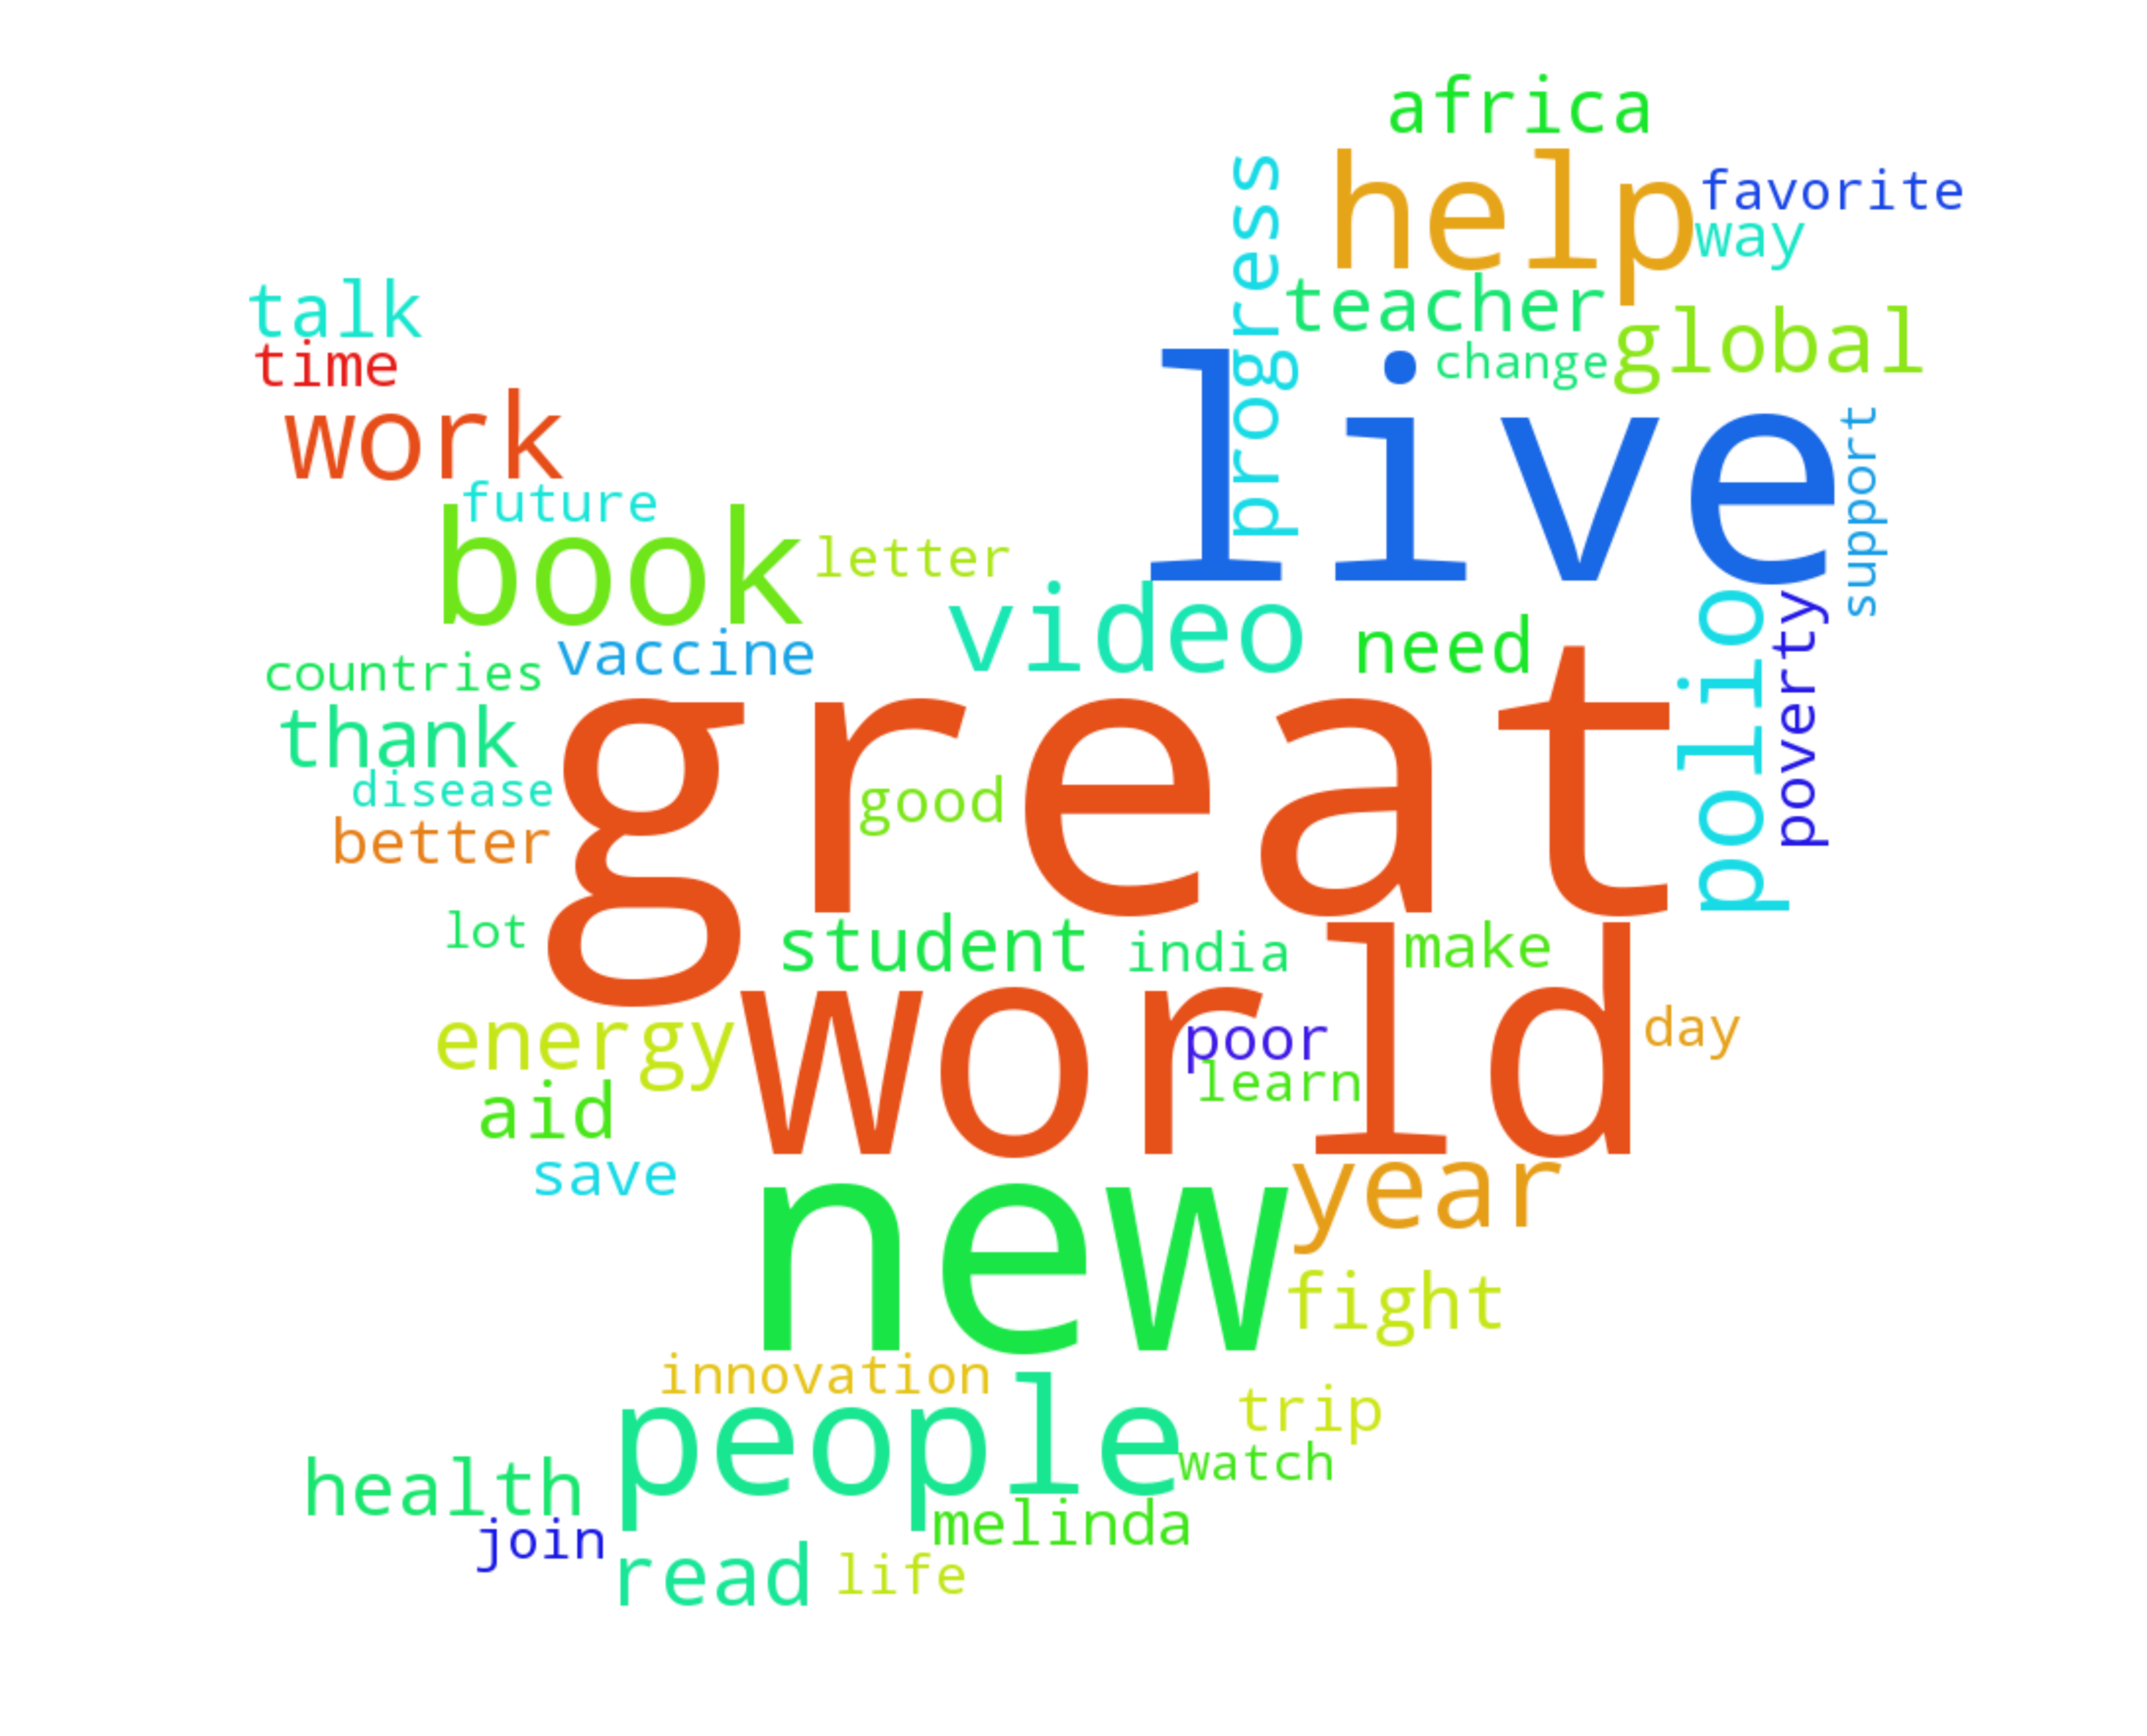 africa
help
favorite
way
progress
teacher
global
change
talk
time
work
live
support
future
book
letter
video
need
vaccine
countries
polio
poverty
thank
great
disease
good
better
lot
student
india
make
world
energy
poor
day
learn
aid
save
year
new
fight
innovation
people
trip
watch
health
melinda
join
read
life